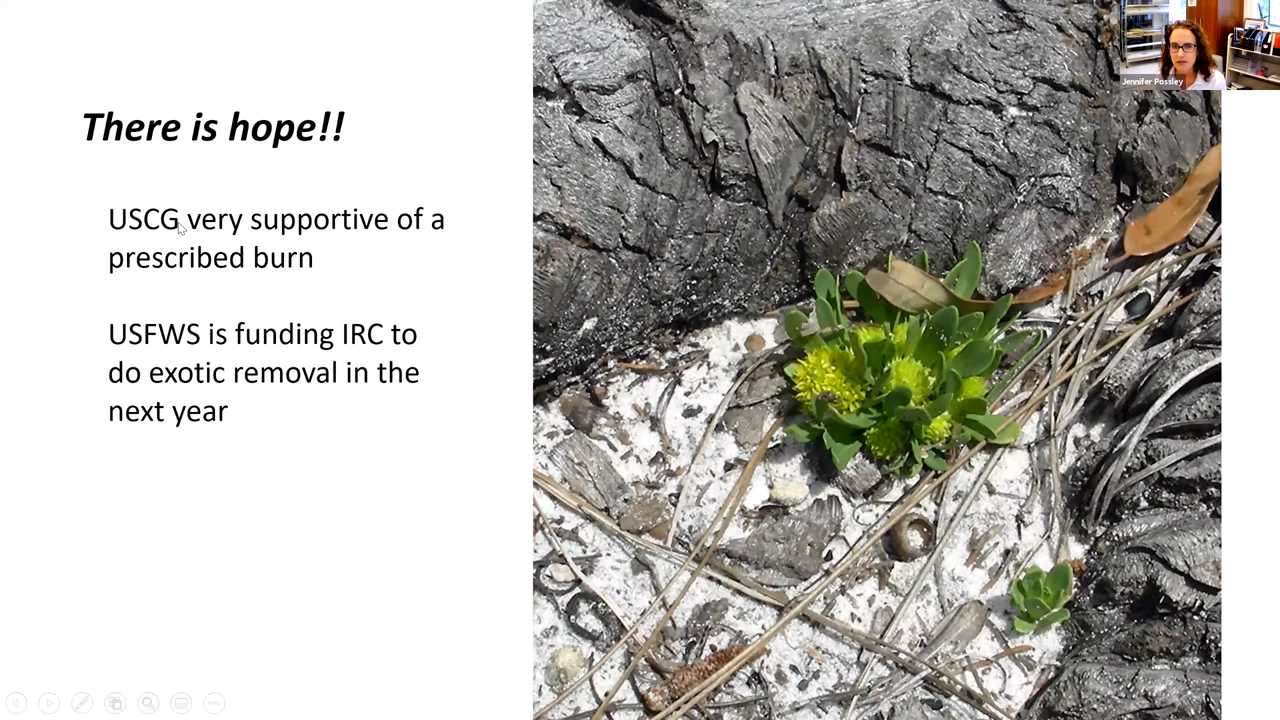 Jennifer Possley
There is hope!!
USCG very supportive of a
prescribed burn
USFWS is funding IRC to
do exotic removal in the
next year